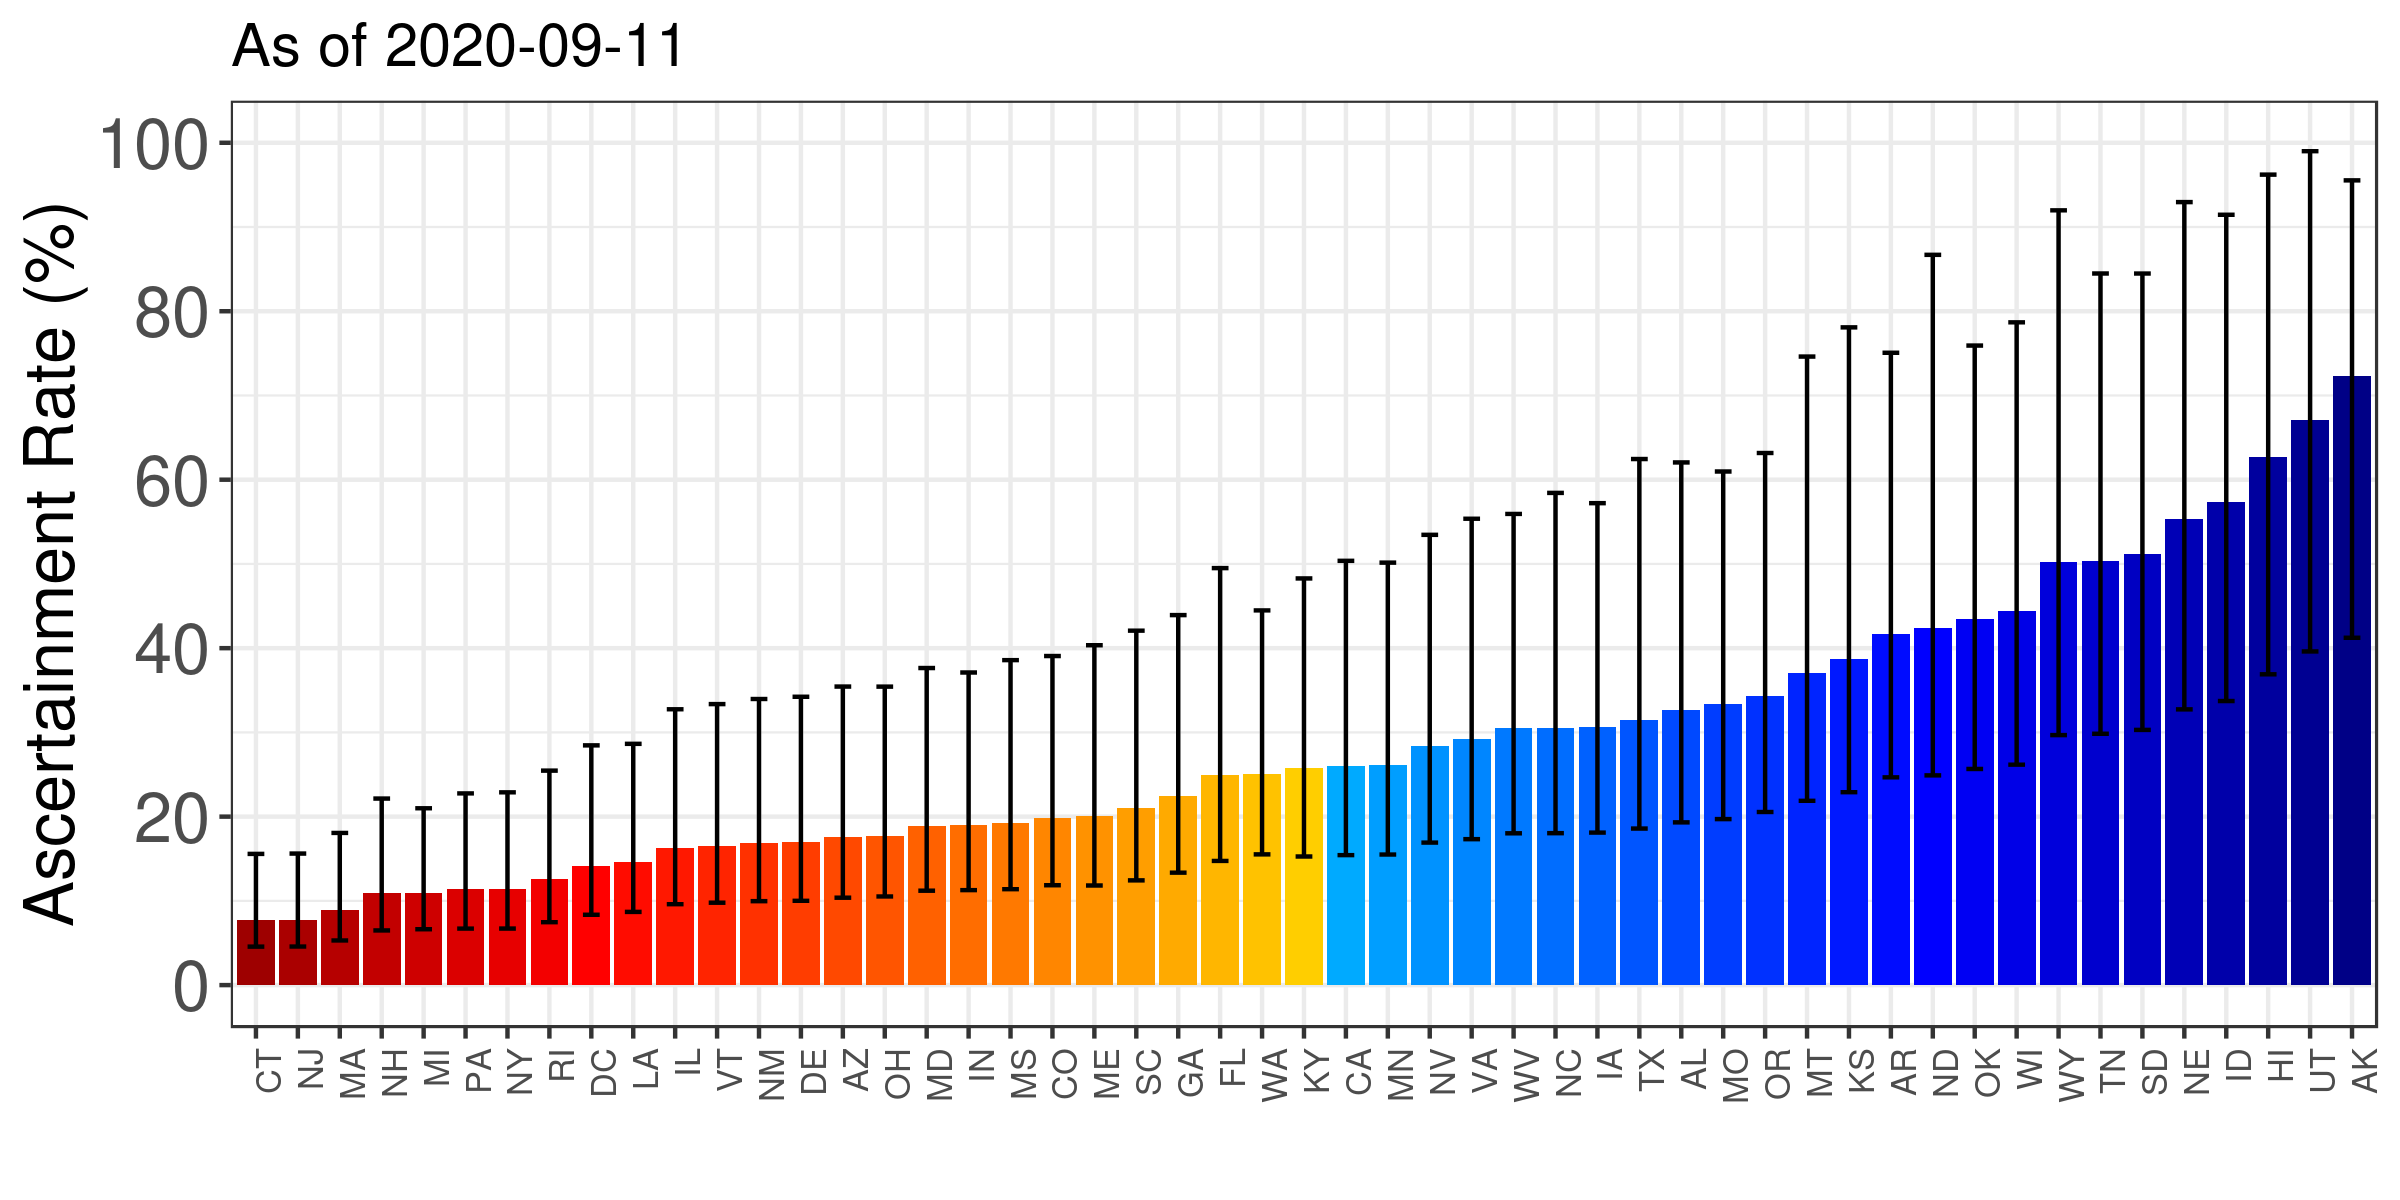 As of 2020-09-11
Ascertainment Rate (%)
100
80
60
40
20
0
CT NJ MA NH MI PA NY RI DC LA IL VT NM DE AZ OH MD IN MS CO ME SC GA FL WA KY CA MN NV VA WV NC IA TX AL MO OR MT KS AR ND OK WI WY TN SD NE ID HI UT AK